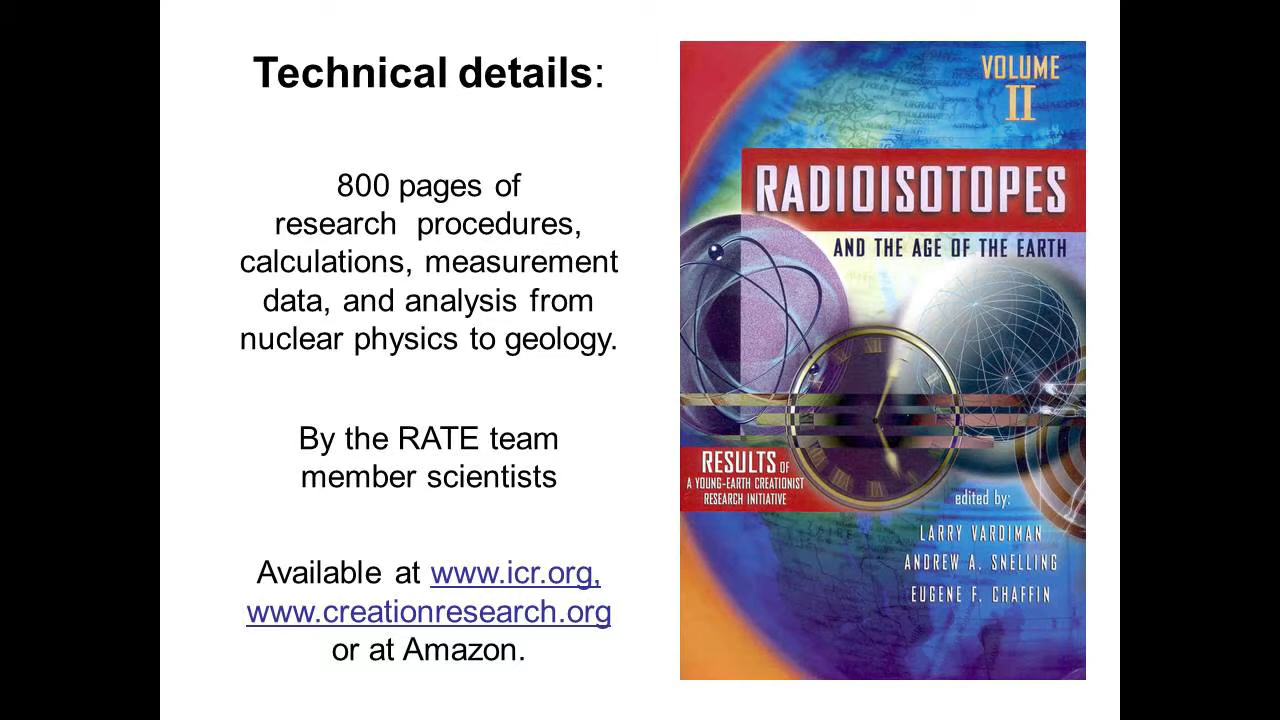 Technical details:
800 pages of
research procedures,
calculations, measurement
data, and analysis from
nuclear physics to geology.
By the RATE team
member scientists
Available at www.icr.org,
www.creationresearch.org
or at Amazon.
VOLUME
II
RADIOISOTOPES
AND THE AGE OF THE EARTH
RESULTS OF
A YOUNG-EARTH CREATIONIST
RESEARCH INITIATIVE
edited by:
LARRY VARDIMAN
ANDREW A. SNELLING
EUGENE F. CHAFFIN